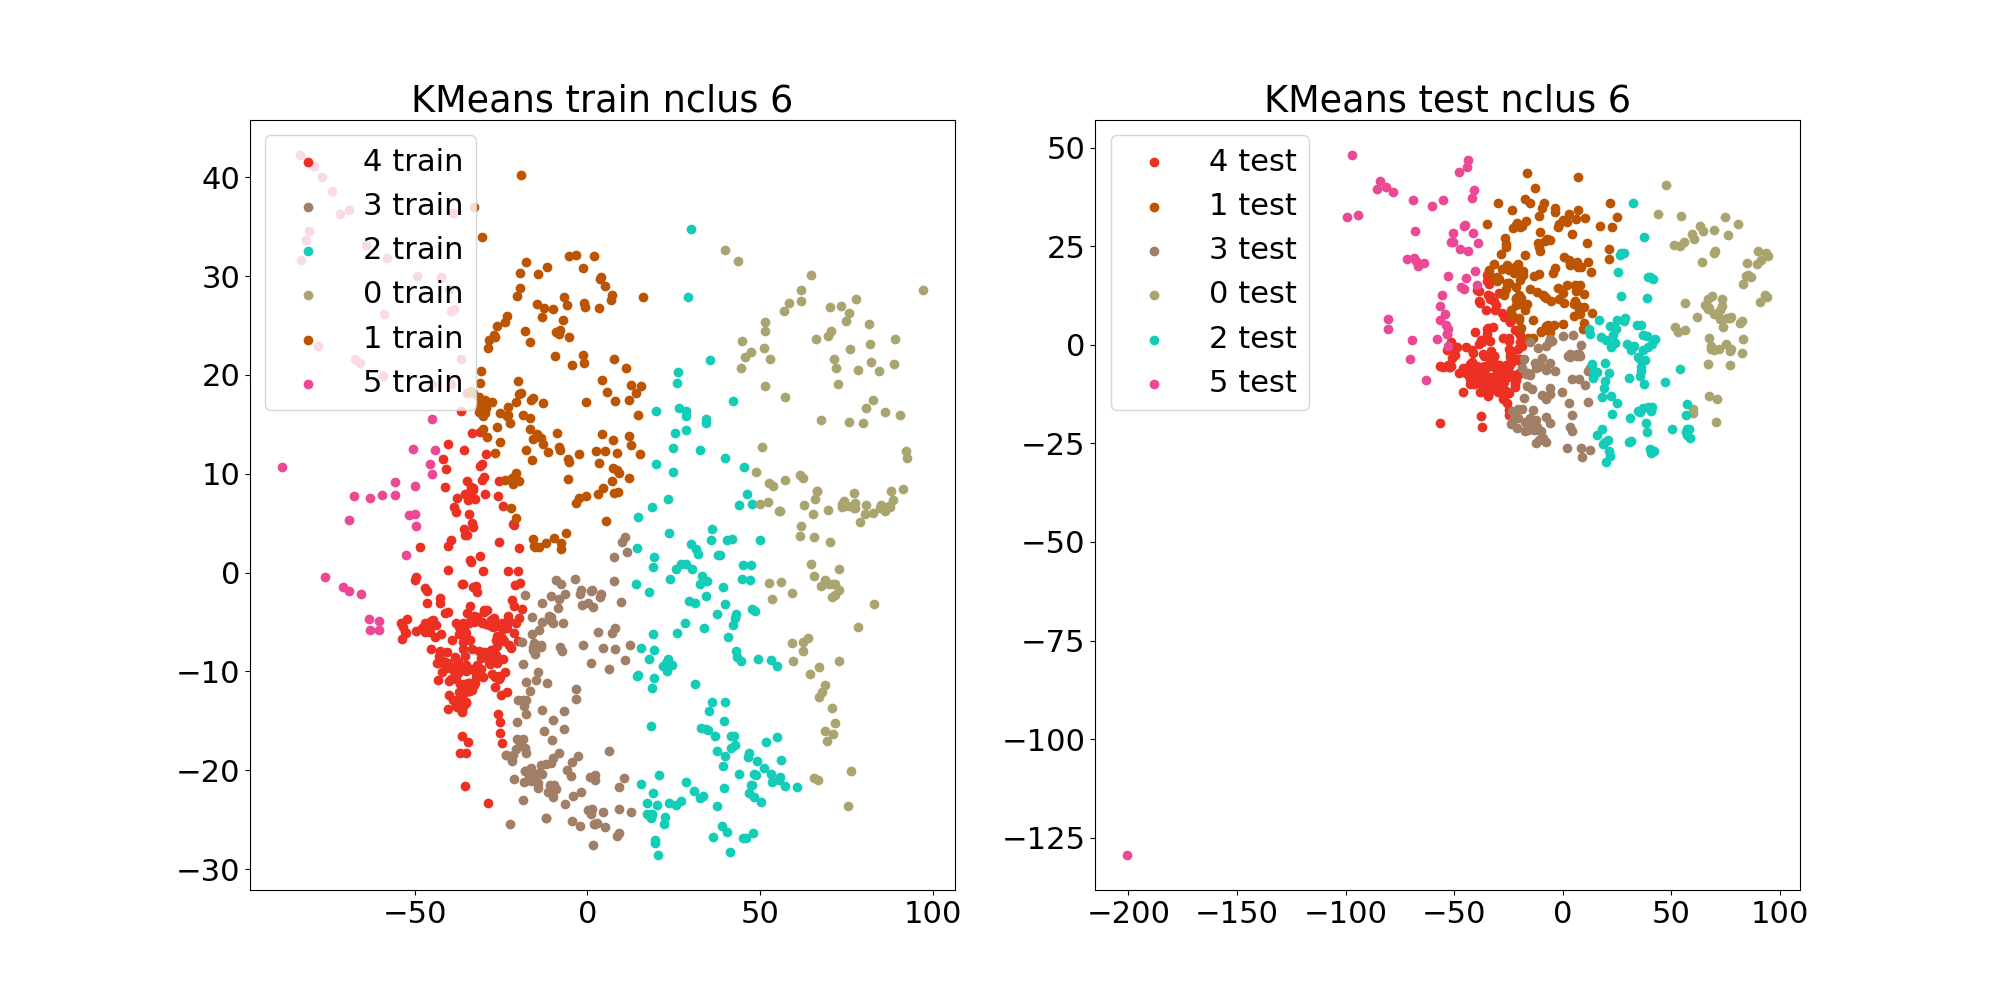 KMeans train nclus 6
40
30
20
10
0
−10
−20
−30
−50
0
50
100
4 train
3 train
2 train
0 train
1 train
5 train
KMeans test nclus 6
50
25
0
−25
−50
−75
−100
−125
−200
−150
−100
−50
0
50
100
4 test
1 test
3 test
0 test
2 test
5 test